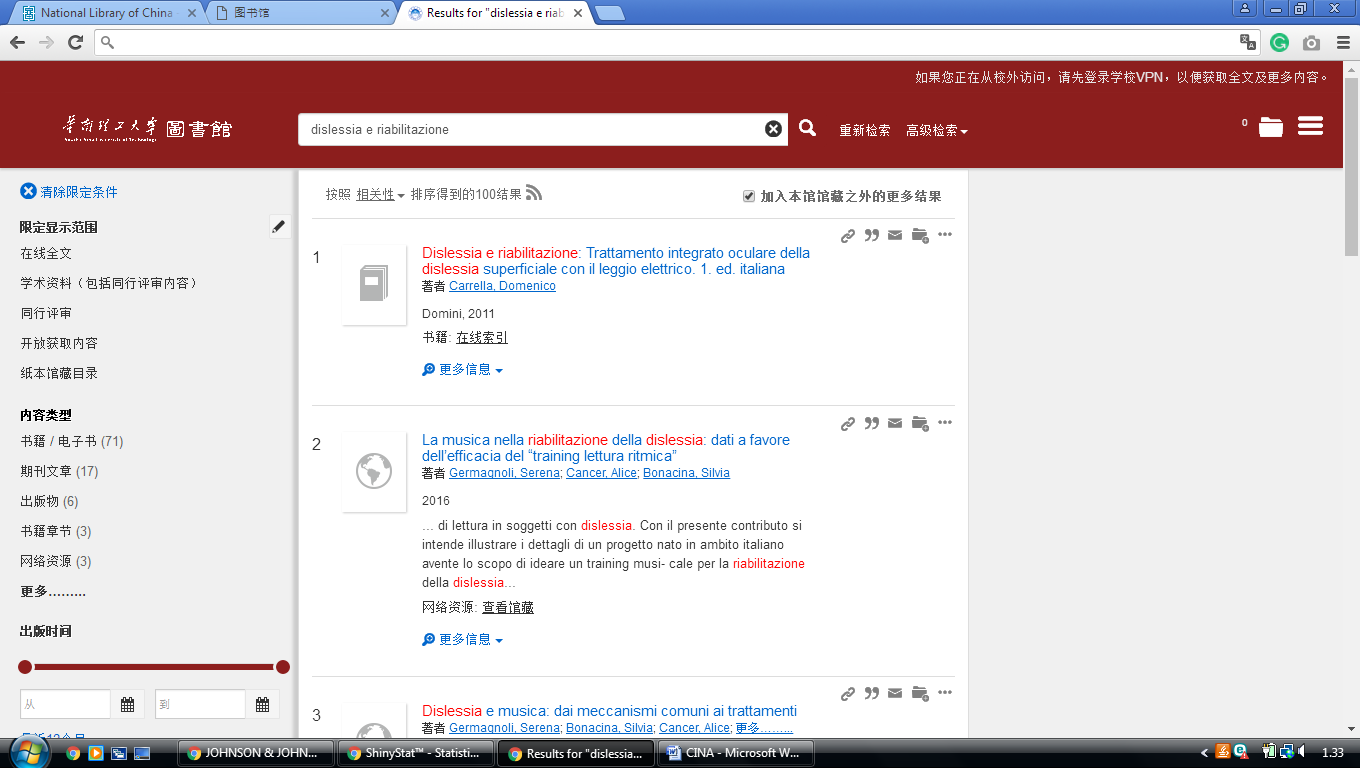 National Library of China
图书馆
Results for "dislessia e riab
如果您正在从校外访问，请先登录学校VPN，以便获取全文及更多内容。
華南理工大学 圖書館
dislessia e riabilitazione
重新检索
高级检索
0
清除限定条件
限定显示范围
在线全文
学术资料（包括同行评审内容）
同行评审
开放获取内容
纸本馆藏目录
内容类型
书籍 / 电子书 (71)
期刊文章 (17)
出版物 (6)
书籍章节 (3)
网络资源 (3)
更多.........
出版时间
从
到
最近12个月
按照 相关性 排序得到的100结果
加入本馆馆藏之外的更多结果
1
Dislessia e riabilitazione: Trattamento integrato oculare della
dislessia superficiale con il leggio elettrico. 1. ed. italiana
著者 Carrella, Domenico
Domini, 2011
书籍: 在线索引
更多信息
2
La musica nella riabilitazione della dislessia: dati a favore
dell’efficacia del “training lettura ritmica”
著者 Germagnoli, Serena; Cancer, Alice; Bonacina, Silvia
2016
… di lettura in soggetti con dislessia. Con il presente contributo si
intende illustrare i dettagli di un progetto nato in ambito italiano
avente lo scopo di ideare un training musi- cale per la riabilitazione
della dislessia…
网络资源: 查看馆藏
更多信息
3
Dislessia e musica: dai meccanismi comuni ai trattamenti
著者 Germagnoli, Serena; Bonacina, Silvia; Cancer, Alice; 更多.........
JOHNSON & JOHN...
ShinyStat™ - Statisti...
Results for "dislessia...
CINA - Microsoft W...
1.33